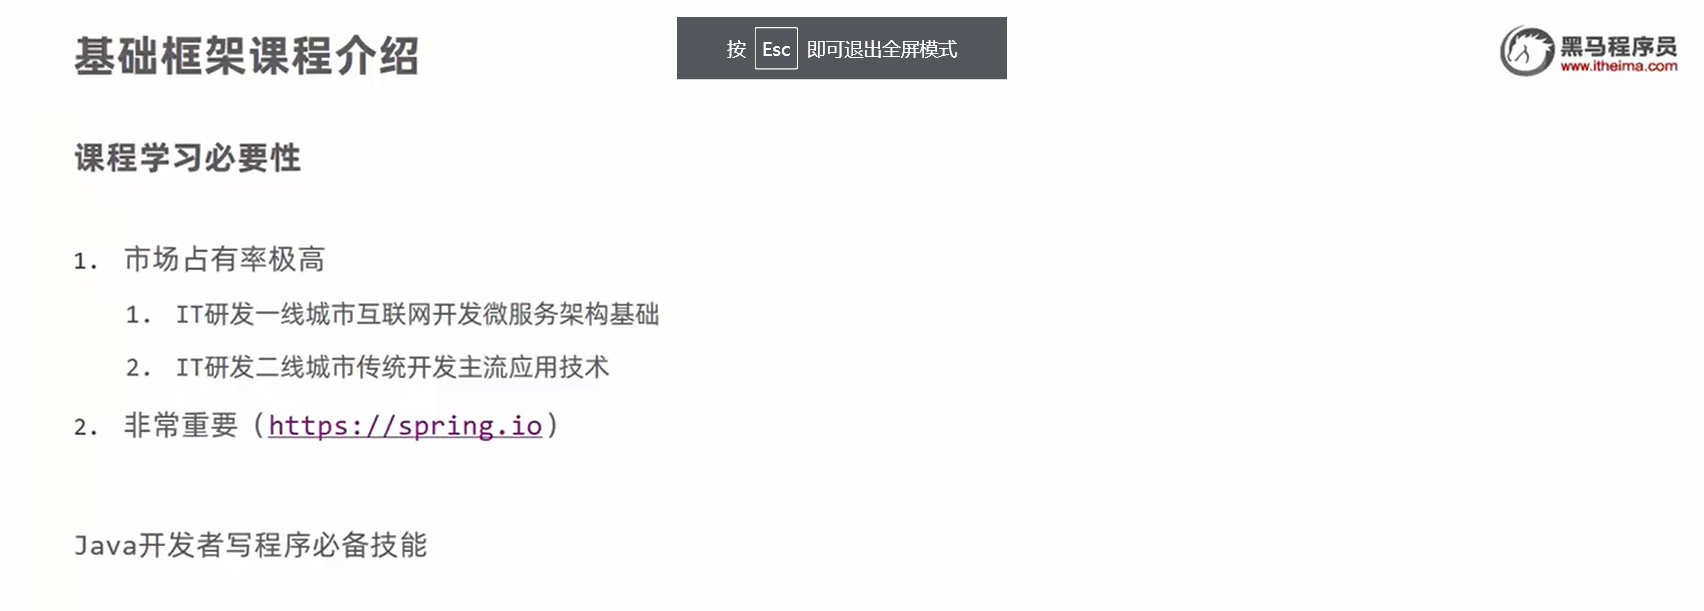 基础框架课程介绍
按 Esc 即可退出全屏模式
黑马程序员
www.itheima.com
课程学习必要性
1. 市场占有率极高
1. IT研发一线城市互联网开发微服务架构基础
2. IT研发二线城市传统开发主流应用技术
2. 非常重要（https://spring.io）
Java开发者写程序必备技能